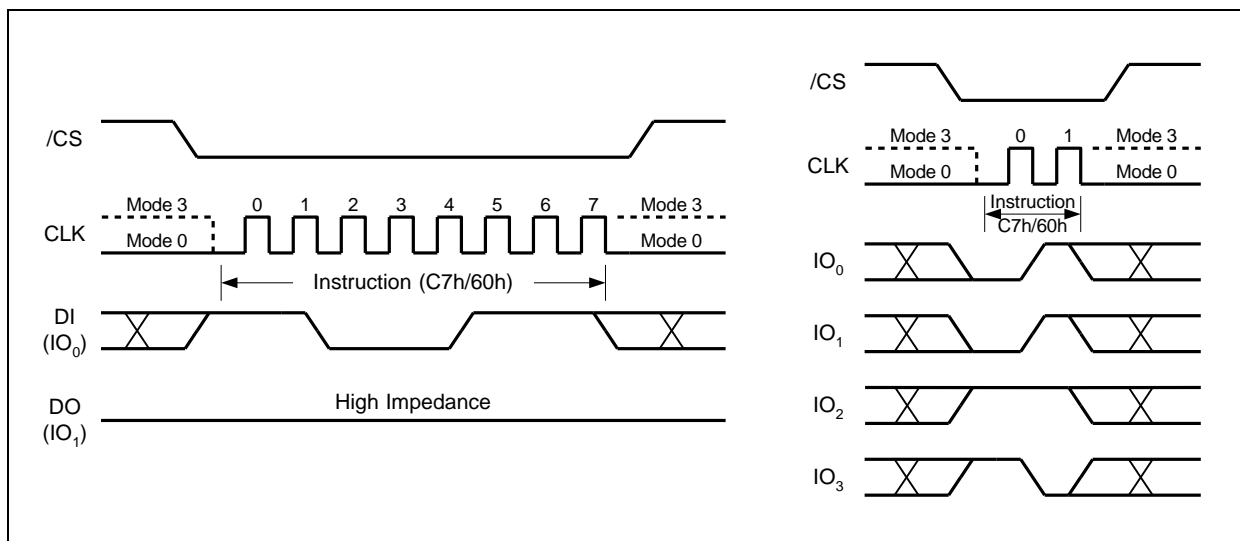 /CS
Mode 3
0 1 2 3 4 5 6 7
Mode 3
CLK
Mode 0
Mode 0
Instruction (C7h/60h)
DI
(IO0)
High Impedance
DO
(IO1)
/CS
Mode 3
0 1
Mode 3
CLK
Mode 0
Mode 0
Instruction
C7h/60h
IO0
IO1
IO2
IO3